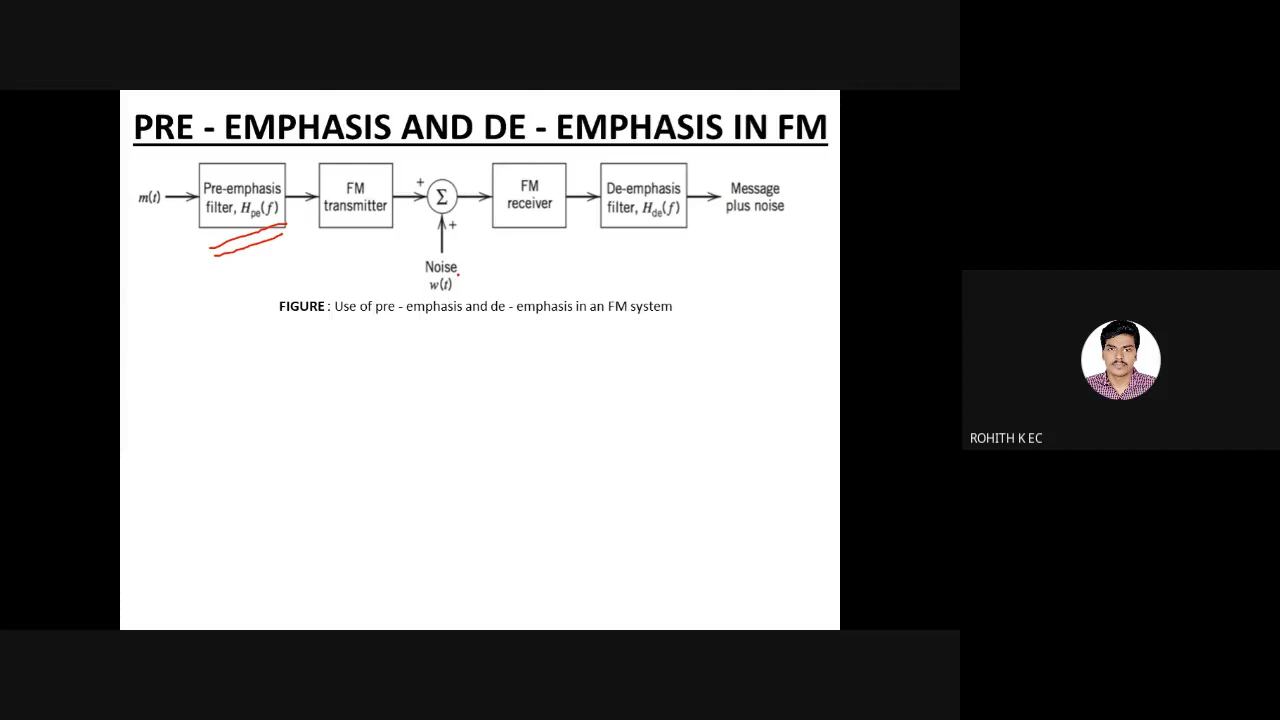 PRE - EMPHASIS AND DE - EMPHASIS IN FM
m(t)
Pre-emphasis
filter, Hpe(f)
FM
transmitter
+
Σ
+
Noise
w(t)
FM
receiver
De-emphasis
filter, Hde(f)
Message
plus noise
FIGURE : Use of pre - emphasis and de - emphasis in an FM system
ROHITH K EC